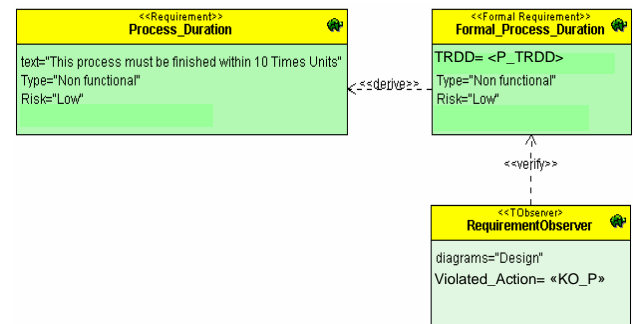 <<Requirement>>
Process_Duration
text="This process must be finished within 10 Times Units"
Type="Non functional"
Risk="Low"
<<derive>>
<<Formal Requirement>>
Formal_Process_Duration
TRDD= <P_TRDD>
Type="Non functional"
Risk="Low"
<<verify>>
<<TObserver>
RequirementObserver
diagrams="Design"
Violated_Action= «KO_P»